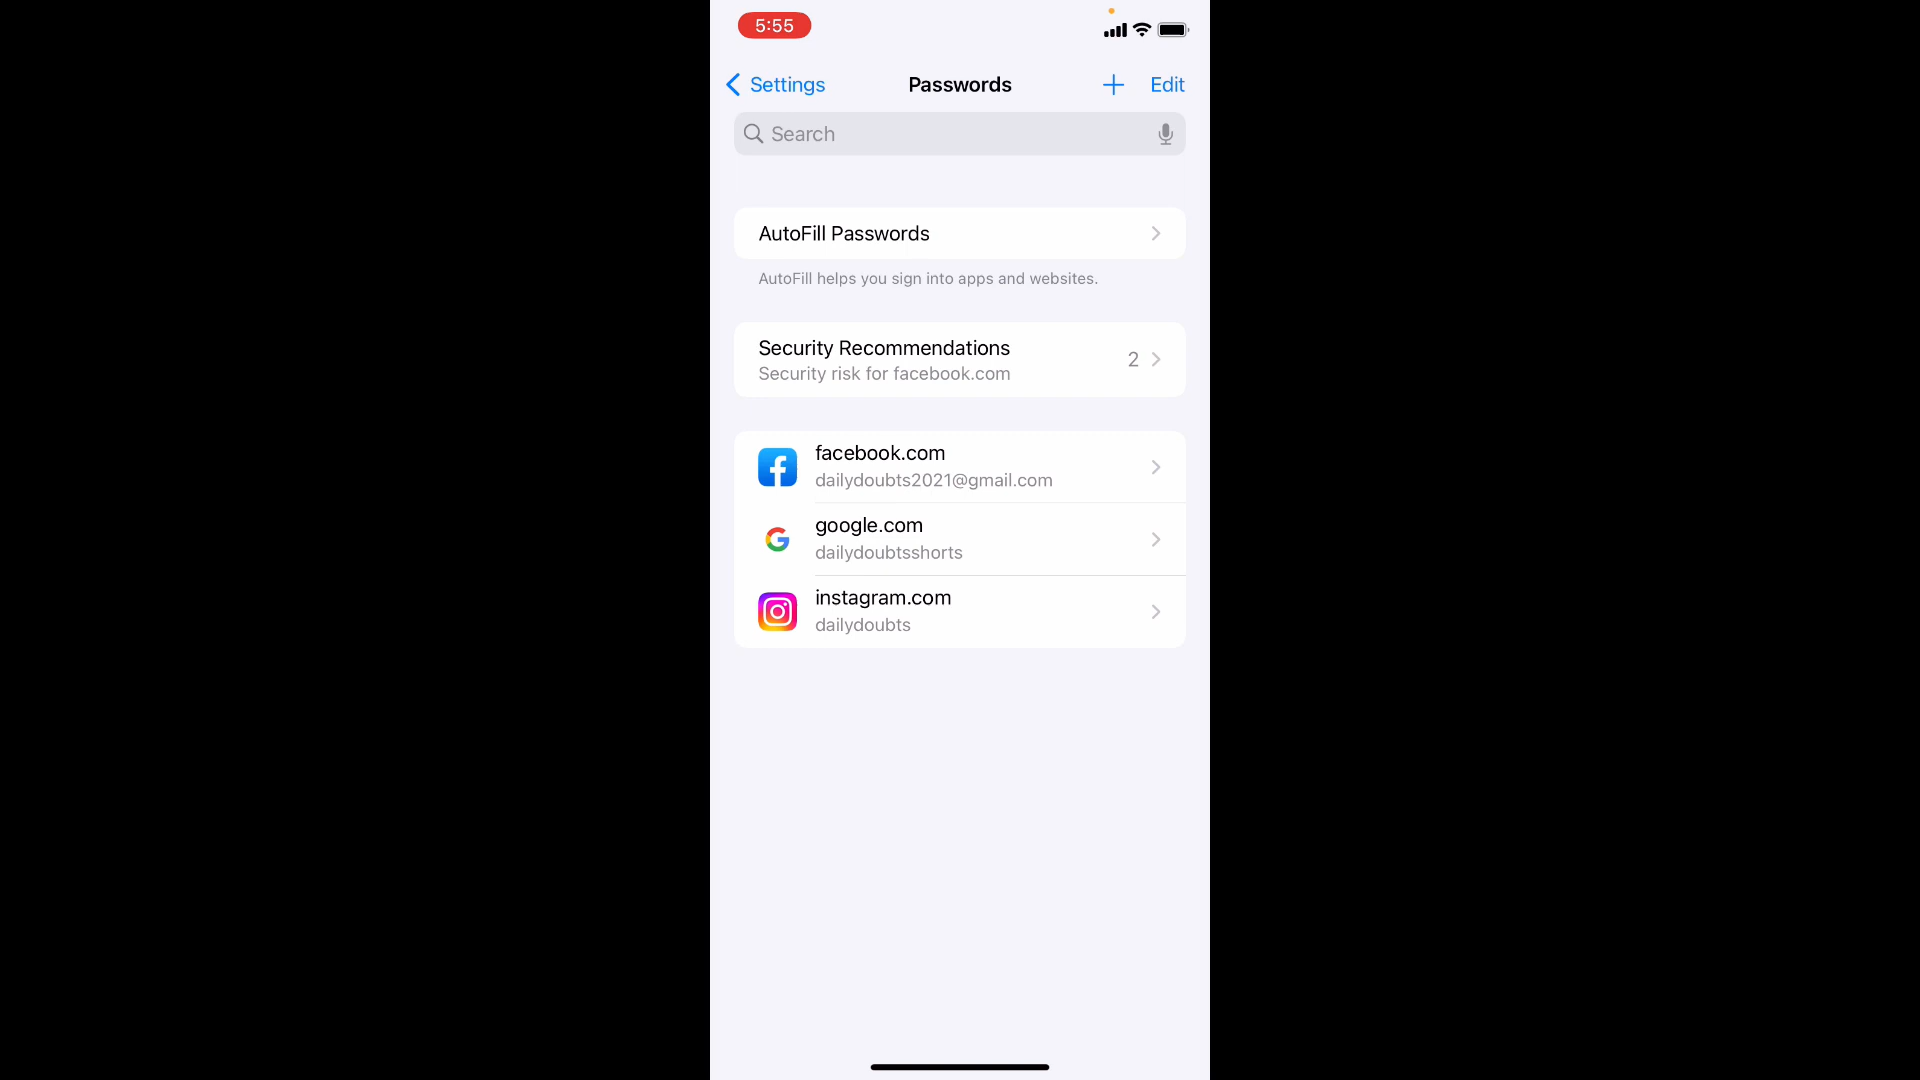 5:55
Settings
Passwords
Edit
Search
AutoFill Passwords
AutoFill helps you sign into apps and websites.
Security Recommendations
Security risk for facebook.com
2
facebook.com
dailydoubts2021@gmail.com
google.com
dailydoubtsshorts
instagram.com
dailydoubts